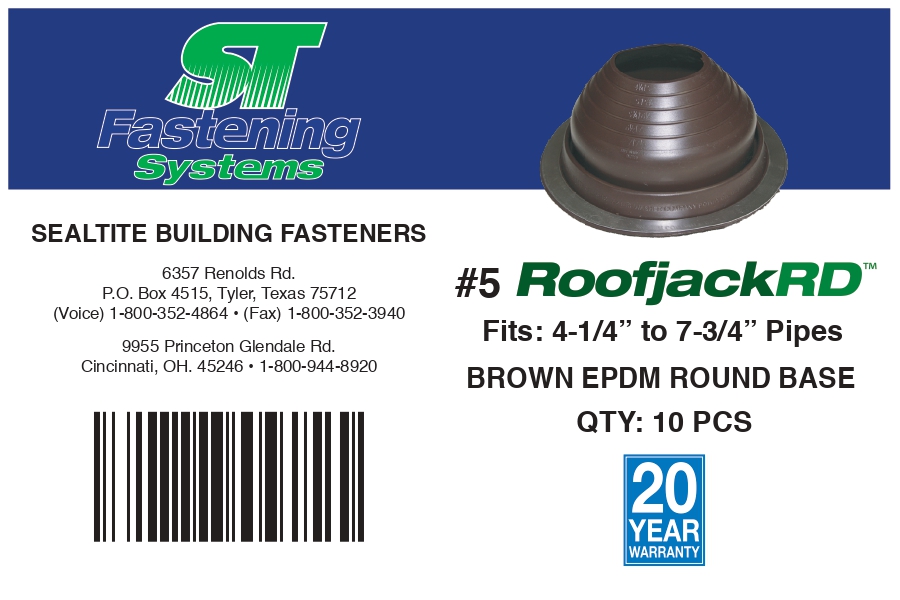 ST
Fastening
Systems
SEALTITE BUILDING FASTENERS
6357 Renolds Rd.
P.O. Box 4515, Tyler, Texas 75712
(Voice) 1-800-352-4864 • (Fax) 1-800-352-3940
9955 Princeton Glendale Rd.
Cincinnati, OH. 45246 • 1-800-944-8920
#5 RoofjackRD™
Fits: 4-1/4” to 7-3/4” Pipes
BROWN EPDM ROUND BASE
QTY: 10 PCS
20
YEAR
WARRANTY